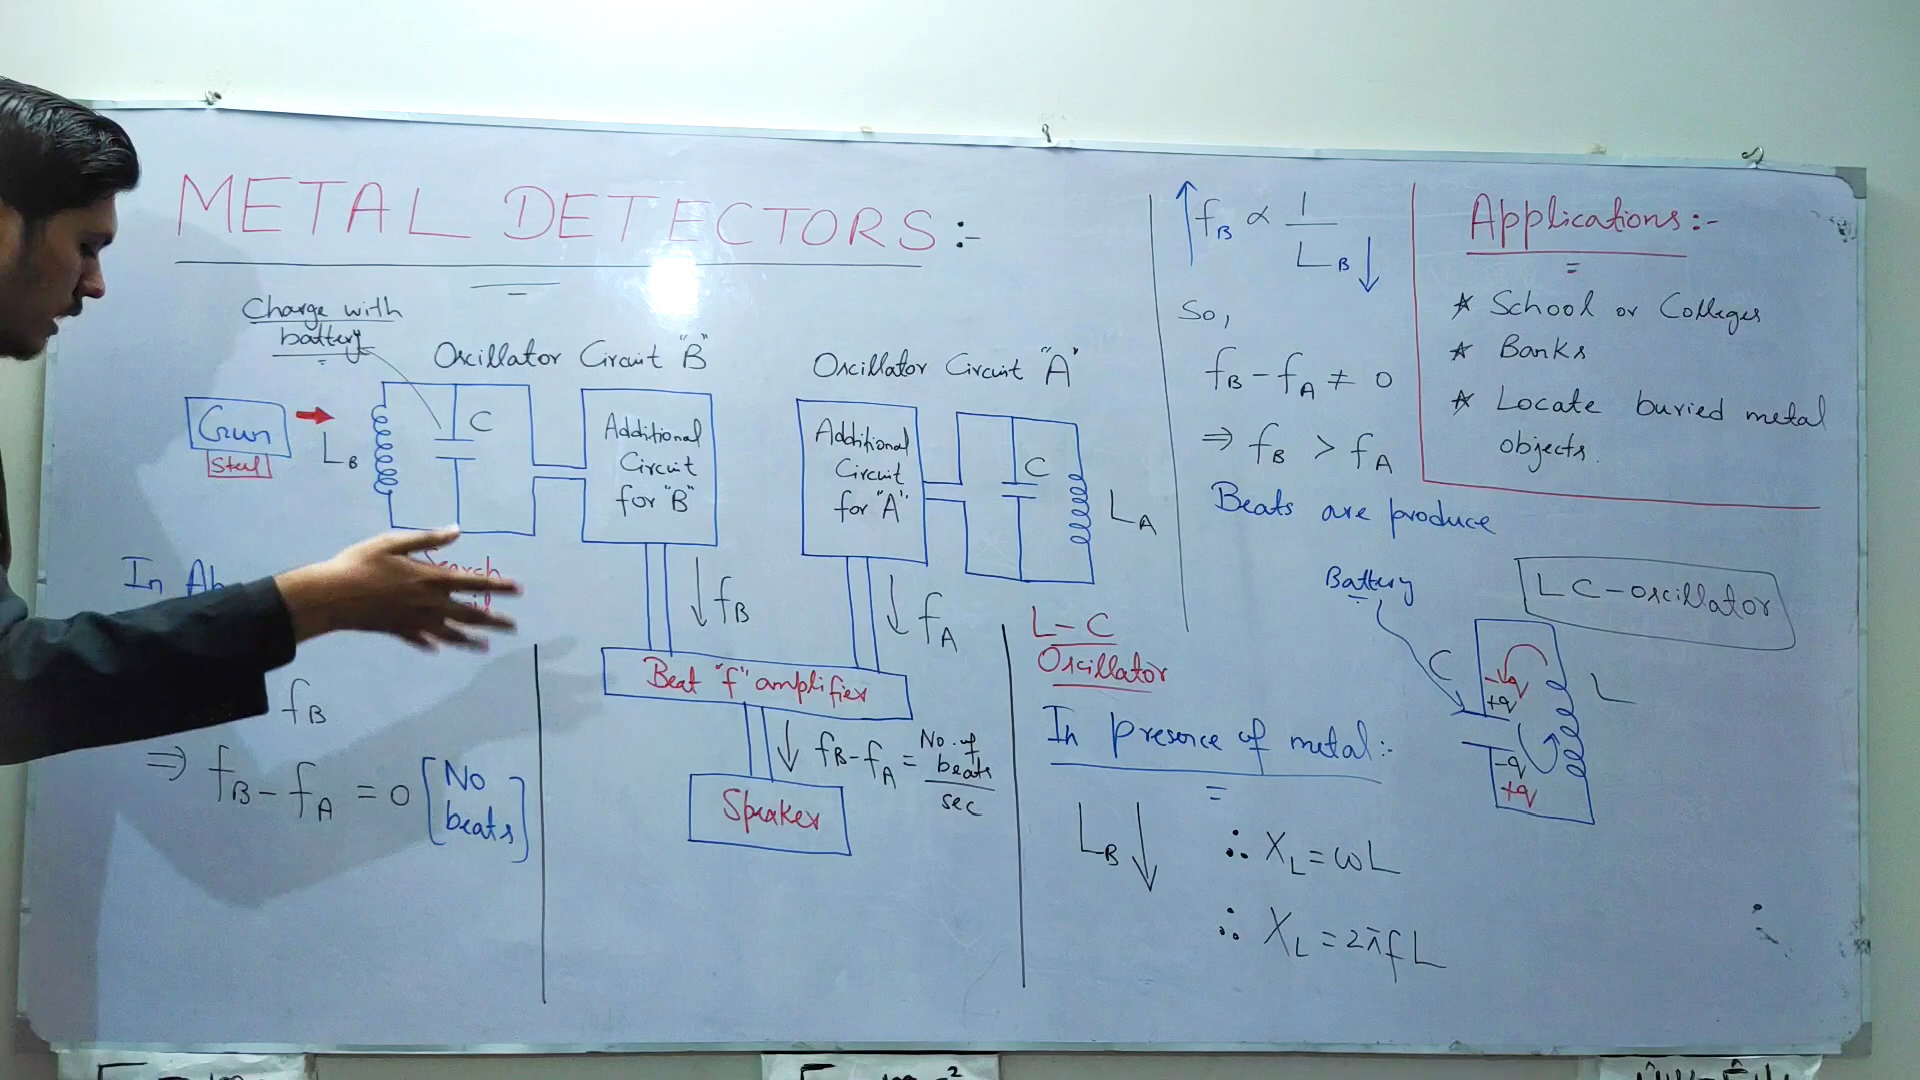 METAL DETECTORS:-
Charge with
battery
Oscillator Circuit "B"
Oscillator Circuit "A"
Gun
Steel
L_B
C
Additional
Circuit
for "B"
Additional
Circuit
for "A"
C
L_A
Search
In
f_B
⇒ f_B - f_A = 0 [No
beats]
↓ f_B
↓ f_A
Beat "f" amplifier
↓ f_B - f_A = No. of
beats
sec
Speaker
↑ f_B ∝ 1
L_B ↓
So,
f_B - f_A ≠ 0
⇒ f_B > f_A
Beats are produce
L-C
Oscillator
In presence of metal:-
L_B ↓
∴ X_L = ωL
∴ X_L = 2πfL
Applications:-
* School or Colleges
* Banks
* Locate buried metal
objects.
Battery
LC-oscillator
C
-q
+q
L
-q
+q